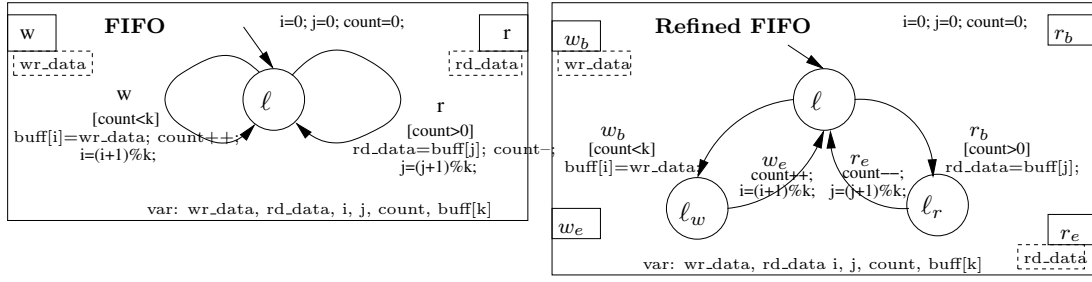 FIFO
i=0; j=0; count=0;
w
r
wr_data
rd_data
ℓ
w
[count<k]
buff[i]=wr_data; count++;
i=(i+1)%k;
r
[count>0]
rd_data=buff[j]; count–;
j=(j+1)%k;
var: wr_data, rd_data, i, j, count, buff[k]
Refined FIFO
i=0; j=0; count=0;
w_b
r_b
wr_data
ℓ
w_b
[count<k]
buff[i]=wr_data;
w_e
count++;
i=(i+1)%k;
r_e
count−−;
j=(j+1)%k;
r_b
[count>0]
rd_data=buff[j];
ℓ_w
ℓ_r
w_e
r_e
rd_data
var: wr_data, rd_data i, j, count, buff[k]